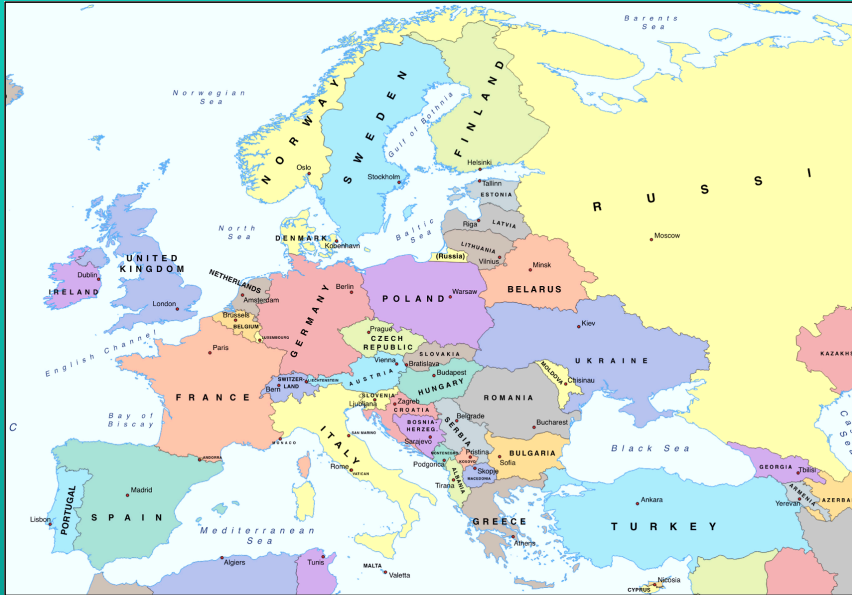 Barents
Sea
Norwegian
Sea
NORWAY
SWEDEN
FINLAND
Gulf of Bothnia
RUSSI
Oslo
Helsinki
Stockholm
Tallinn
ESTONIA
North
Sea
Baltic
Sea
Riga
LATVIA
Moscow
DENMARK
Kobenhavn
LITHUANIA
Vilnius
(Russia)
UNITED
KINGDOM
Dublin
IRELAND
London
NETHERLANDS
Amsterdam
Berlin
GERMANY
POLAND
Warsaw
Minsk
BELARUS
Brussels
BELGIUM
LUXEMBOURG
English Channel
Paris
Prague
CZECH
REPUBLIC
Kiev
UKRAINE
KAZAKH
SLOVAKIA
Vienna
Bratislava
AUSTRIA
Budapest
HUNGARY
MOLDOVA
Chisinau
SWITZER-
LAND
LIECHTENSTEIN
Bern
FRANCE
SLOVENIA
Ljubljana
Zagreb
CROATIA
ROMANIA
Bay of
Biscay
BOSNIA-
HERZEG.
Sarajevo
Belgrade
SERBIA
Bucharest
C
MONACO
SAN MARINO
ITALY
Black Sea
ANDORRA
MONTENEGRO
Podgorica
Pristina
KOSOVO
Sofia
BULGARIA
Skopje
MACEDONIA
Rome
VATICAN
Tirana
ALBANIA
GEORGIA
Tbilisi
ARMENIA
Yerevan
AZERBA
Ca
Se
Madrid
PORTUGAL
SPAIN
Lisbon
Ankara
TURKEY
GREECE
Athens
Mediterranean
Sea
Algiers
Tunis
MALTA
Valetta
Nicosia
CYPRUS